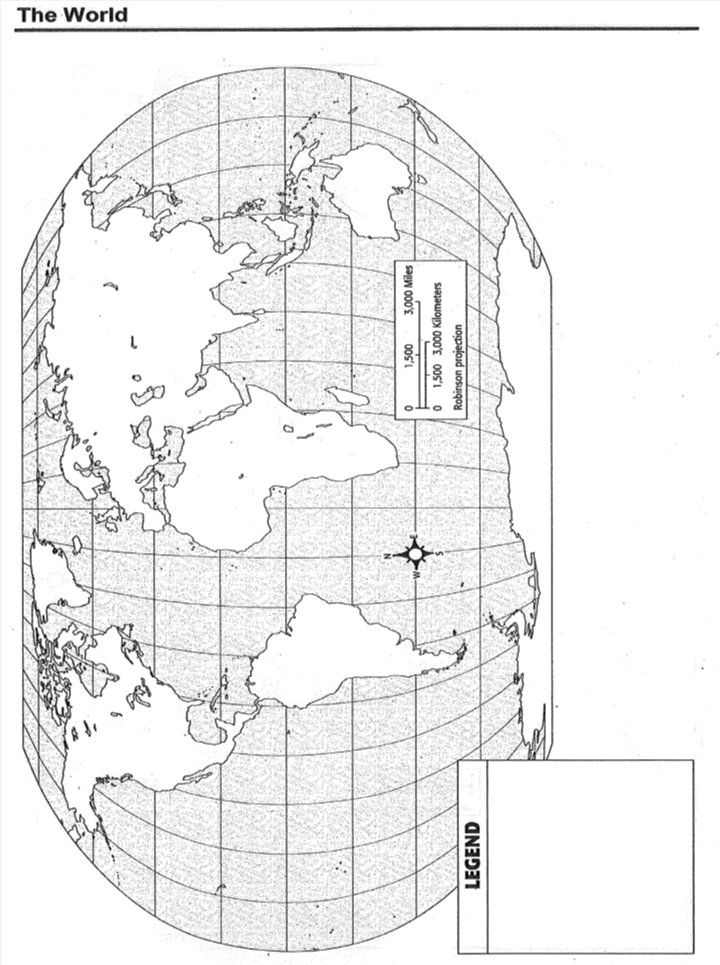 The World
0 1,500 3,000 Miles
0 1,500 3,000 Kilometers
Robinson projection
N
W
E
S
LEGEND